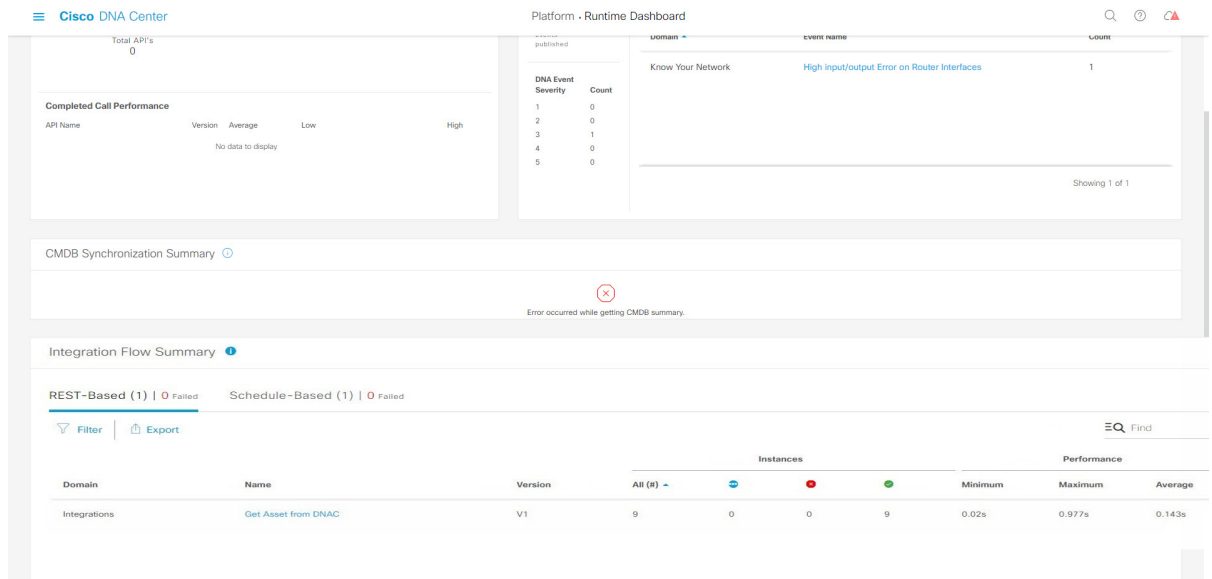 Cisco DNA Center
Platform • Runtime Dashboard
Total API's
0
Completed Call Performance
API Name Version Average Low High
No data to display
published
DNA Event
Severity Count
1 0
2 0
3 1
4 0
5 0
Domain Event Name Count
Know Your Network High input/output Error on Router Interfaces 1
Showing 1 of 1
CMDB Synchronization Summary
Error occurred while getting CMDB summary.
Integration Flow Summary
REST-Based (1) | 0 Failed Schedule-Based (1) | 0 Failed
Filter Export Find
Instances Performance
Domain Name Version All (#) Minimum Maximum Average
Integrations Get Asset from DNAC V1 9 0 0 9 0.02s 0.977s 0.143s